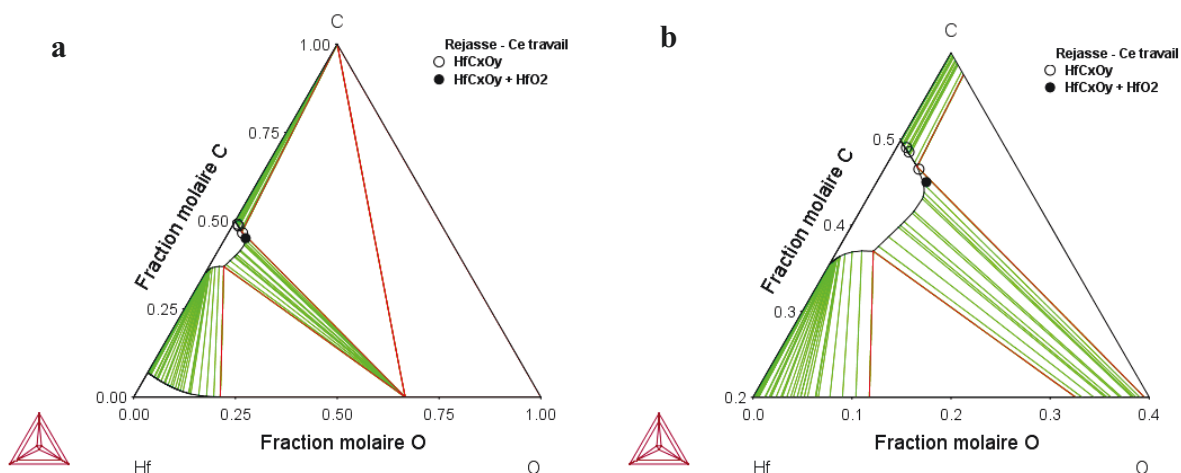 a
C
1.00
Rejasse - Ce travail
HfCxOy
HfCxOy + HfO2
0.75
0.50
0.25
0.00
Fraction molaire C
0.00
0.25
0.50
0.75
1.00
Fraction molaire O
Hf
O
b
C
Rejasse - Ce travail
HfCxOy
HfCxOy + HfO2
0.5
0.4
0.3
0.2
Fraction molaire C
0.0
0.1
0.2
0.3
0.4
Fraction molaire O
Hf
O